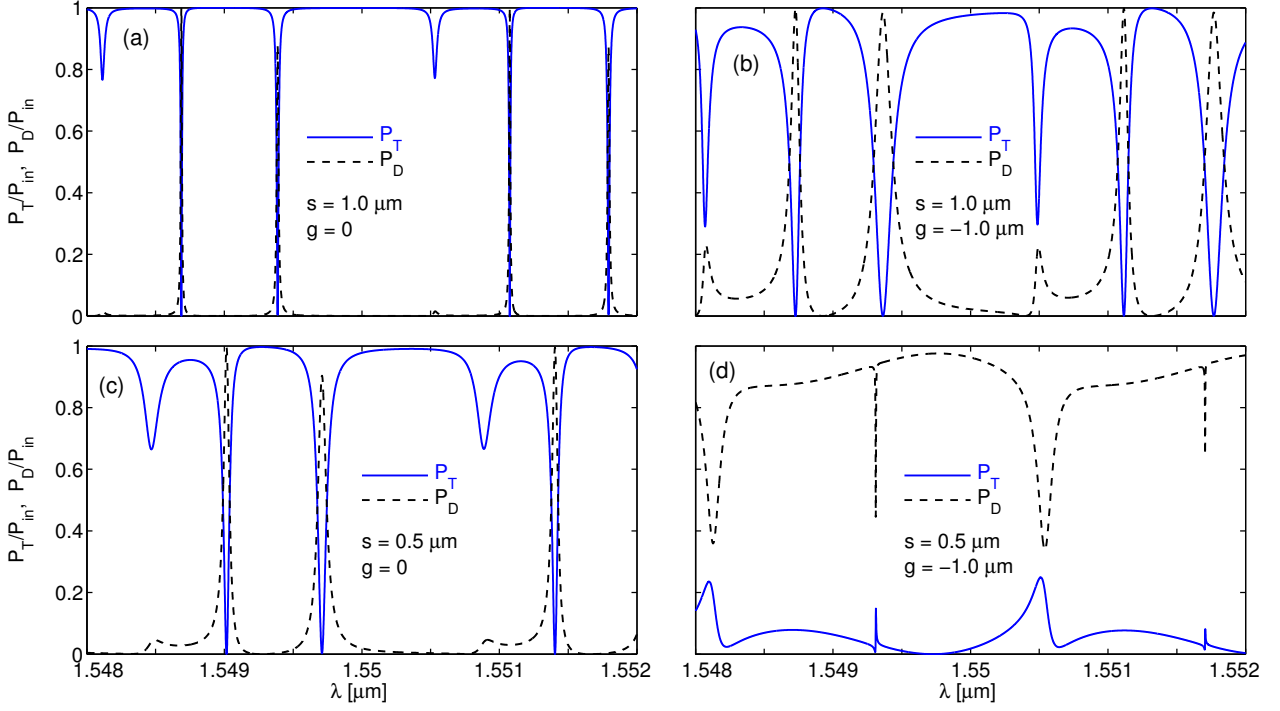 (a)
P_T
P_D
s = 1.0 μm
g = 0
1
0.8
0.6
0.4
0.2
0
P_T/P_in, P_D/P_in
(b)
P_T
P_D
s = 1.0 μm
g = −1.0 μm
(c)
P_T
P_D
s = 0.5 μm
g = 0
1
0.8
0.6
0.4
0.2
0
P_T/P_in, P_D/P_in
1.548 1.549 1.55 1.551 1.552
λ [μm]
(d)
P_T
P_D
s = 0.5 μm
g = −1.0 μm
1.548 1.549 1.55 1.551 1.552
λ [μm]